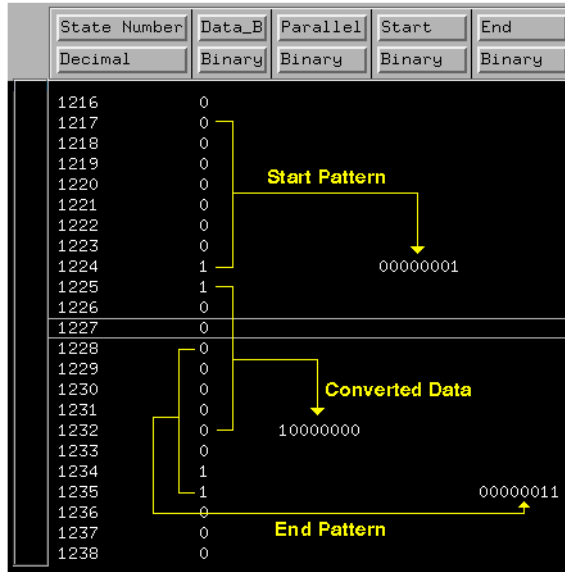 State Number Data_B Parallel Start End
Decimal Binary Binary Binary Binary
1216 0
1217 0
1218 0
1219 0
1220 0 Start Pattern
1221 0
1222 0
1223 0
1224 1 00000001
1225 1
1226 0
1227 0
1228 0
1229 0
1230 0 Converted Data
1231 0
1232 0 10000000
1233 0
1234 1
1235 1 00000011
1236 0
1237 0 End Pattern
1238 0